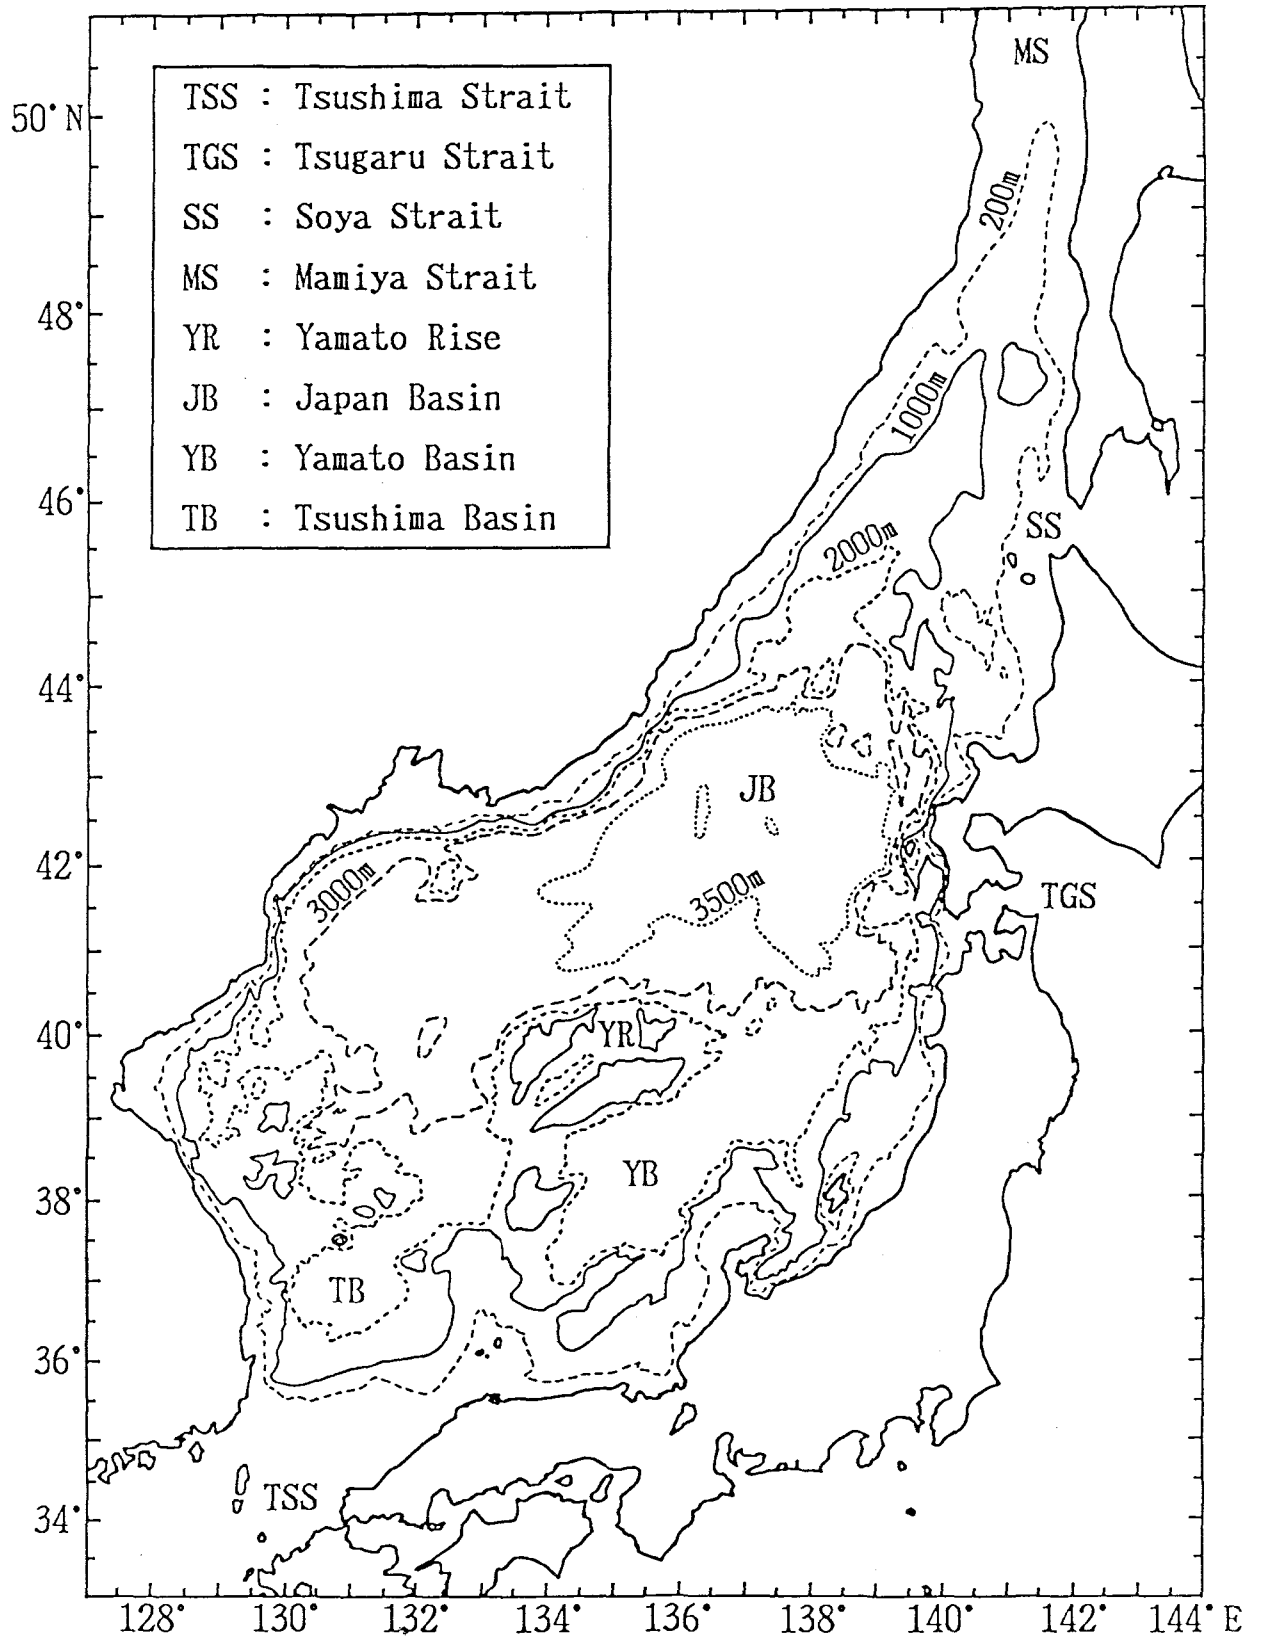 MS
TSS : Tsushima Strait
TGS : Tsugaru Strait
SS : Soya Strait
MS : Mamiya Strait
YR : Yamato Rise
JB : Japan Basin
YB : Yamato Basin
TB : Tsushima Basin
50°N
200m
48°
1000m
46°
SS
2000m
44°
JB
42°
3000m
3500m
TGS
40°
YR
YB
38°
TB
36°
TSS
34°
128° 130° 132° 134° 136° 138° 140° 142° 144°E